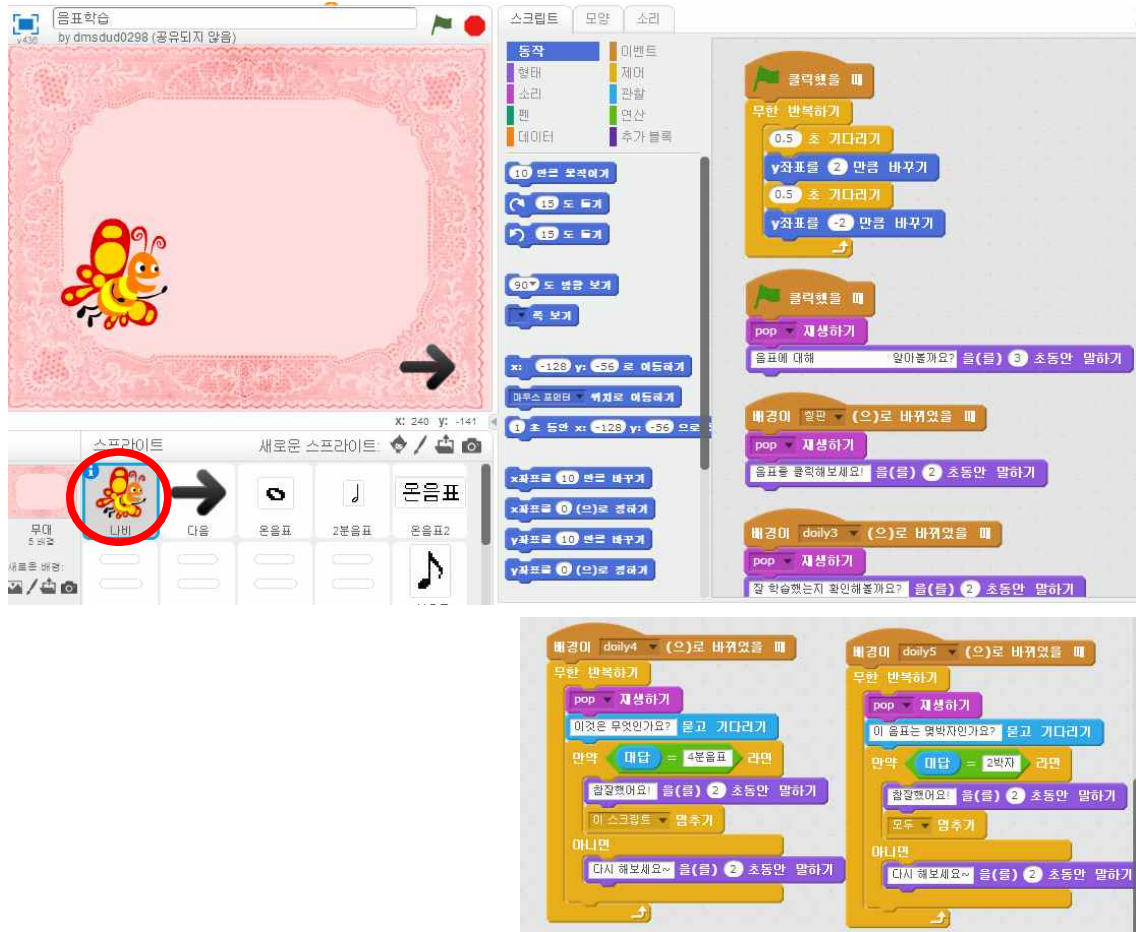 음표학습
by dmsdud0298 (공유되지 않음)
v436
X: 240 y: -141
스프라이트
새로운 스프라이트:
무대
5 배경
새로운 배경:
나비
다음
온음표
2분음표
온음표
온음표2
스크립트
모양
소리
동작
이벤트
형태
제어
소리
관찰
펜
연산
데이터
추가 블록
10 만큼 움직이기
15 도 돌기
15 도 돌기
90 도 방향 보기
쪽 보기
x: -128 y: -56 로 이동하기
마우스 포인터 위치로 이동하기
1 초 동안 x: -128 y: -56 으로
x좌표를 10 만큼 바꾸기
x좌표를 0 (으)로 정하기
y좌표를 10 만큼 바꾸기
y좌표를 0 (으)로 정하기
클릭했을 때
무한 반복하기
0.5 초 기다리기
y좌표를 2 만큼 바꾸기
0.5 초 기다리기
y좌표를 -2 만큼 바꾸기
클릭했을 때
pop 재생하기
음표에 대해 알아볼까요? 을(를) 3 초동안 말하기
배경이 칠판 (으)로 바뀌었을 때
pop 재생하기
음표를 클릭해보세요! 을(를) 2 초동안 말하기
배경이 doily3 (으)로 바뀌었을 때
pop 재생하기
잘 학습했는지 확인해볼까요? 을(를) 2 초동안 말하기
배경이 doily4 (으)로 바뀌었을 때
무한 반복하기
pop 재생하기
이것은 무엇인가요? 묻고 기다리기
만약 대답 = 4분음표 라면
참잘했어요! 을(를) 2 초동안 말하기
이 스크립트 멈추기
아니면
다시 해보세요~ 을(를) 2 초동안 말하기
배경이 doily5 (으)로 바뀌었을 때
무한 반복하기
pop 재생하기
이 음표는 몇박자인가요? 묻고 기다리기
만약 대답 = 2박자 라면
참잘했어요! 을(를) 2 초동안 말하기
모두 멈추기
아니면
다시 해보세요~ 을(를) 2 초동안 말하기